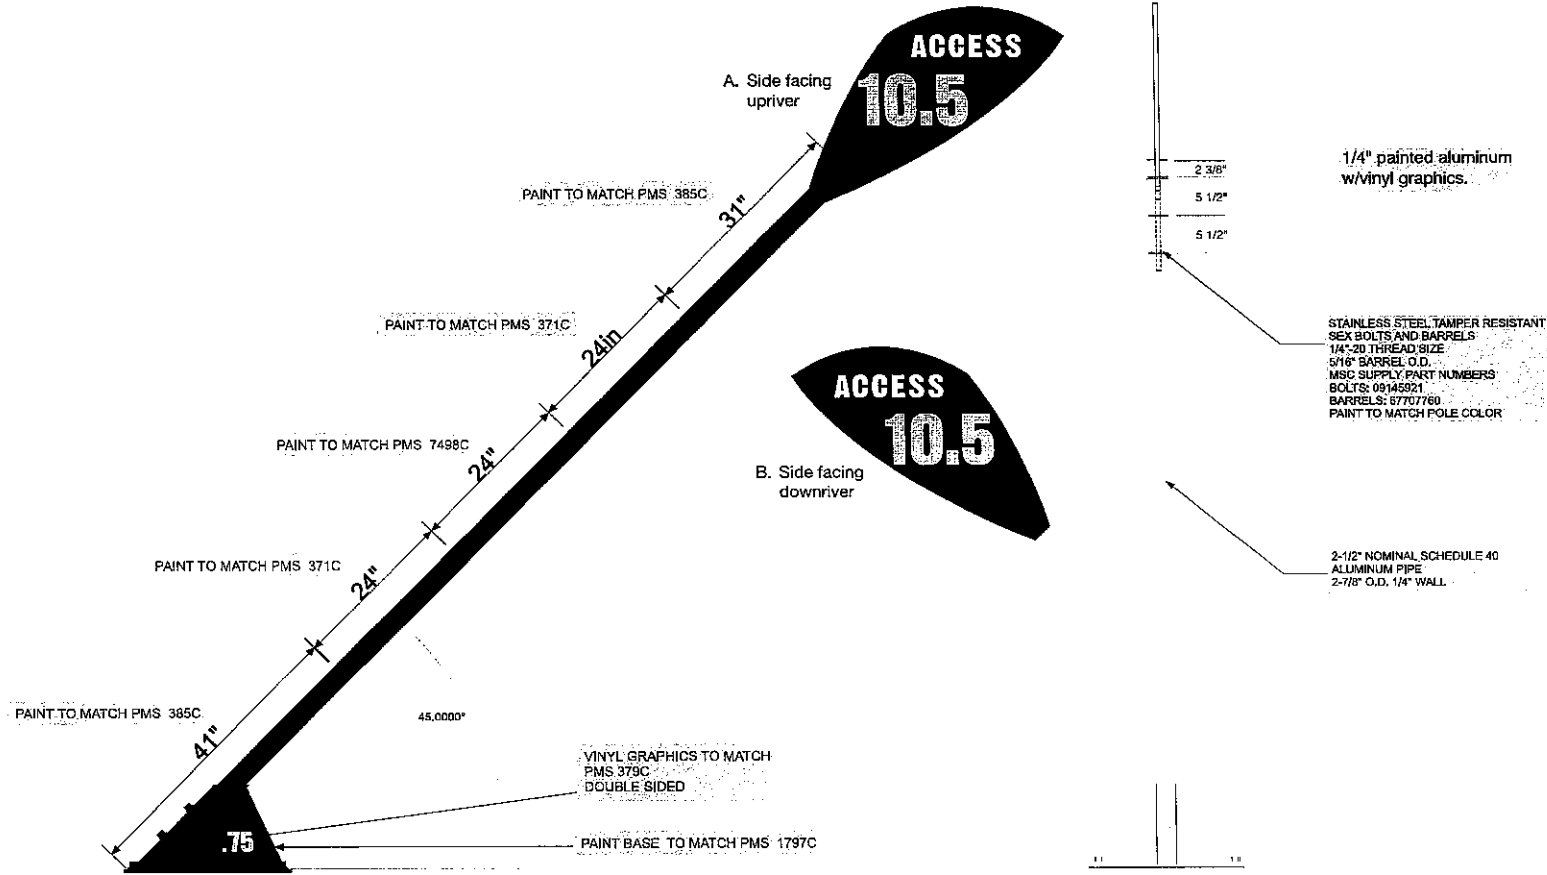 ACCESS
10.5
A. Side facing
upriver
2 3/8"
5 1/2"
5 1/2"
1/4" painted aluminum
w/vinyl graphics.
PAINT TO MATCH PMS 385C
31"
PAINT TO MATCH PMS 371C
24in
STAINLESS STEEL TAMPER RESISTANT
SEX BOLTS AND BARRELS
1/4"-20 THREAD SIZE
5/16" BARREL O.D.
MSC SUPPLY PART NUMBERS
BOLTS: 09145921
BARRELS: 67707760
PAINT TO MATCH POLE COLOR
ACCESS
10.5
B. Side facing
downriver
PAINT TO MATCH PMS 7498C
24"
2-1/2" NOMINAL SCHEDULE 40
ALUMINUM PIPE
2-7/8" O.D. 1/4" WALL
PAINT TO MATCH PMS 371C
24"
PAINT TO MATCH PMS 385C
41"
45.0000°
VINYL GRAPHICS TO MATCH
PMS 379C
DOUBLE SIDED
.75
PAINT BASE TO MATCH PMS 1797C